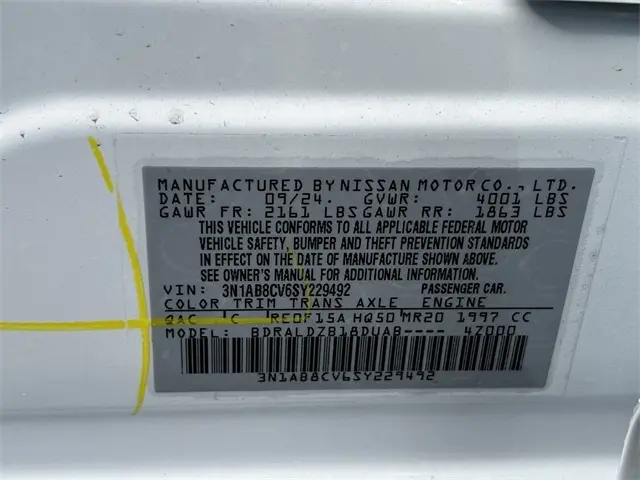 MANUFACTURED BY NISSAN MOTOR CO., LTD.
DATE: 09/24. GVWR: 4001 LBS
GAWR FR: 2161 LBS GAWR RR: 1863 LBS
THIS VEHICLE CONFORMS TO ALL APPLICABLE FEDERAL MOTOR
VEHICLE SAFETY, BUMPER AND THEFT PREVENTION STANDARDS
IN EFFECT ON THE DATE OF MANUFACTURE SHOWN ABOVE.
SEE OWNER'S MANUAL FOR ADDITIONAL INFORMATION.
VIN: 3N1AB8CV6SY229492 PASSENGER CAR.
COLOR TRIM TRANS AXLE ENGINE
QAC C RE0F15A HQ50 MR20 1997 CC
MODEL: BDRALDZB18DUAB---- 4Z000
3N1AB8CV6SY229492